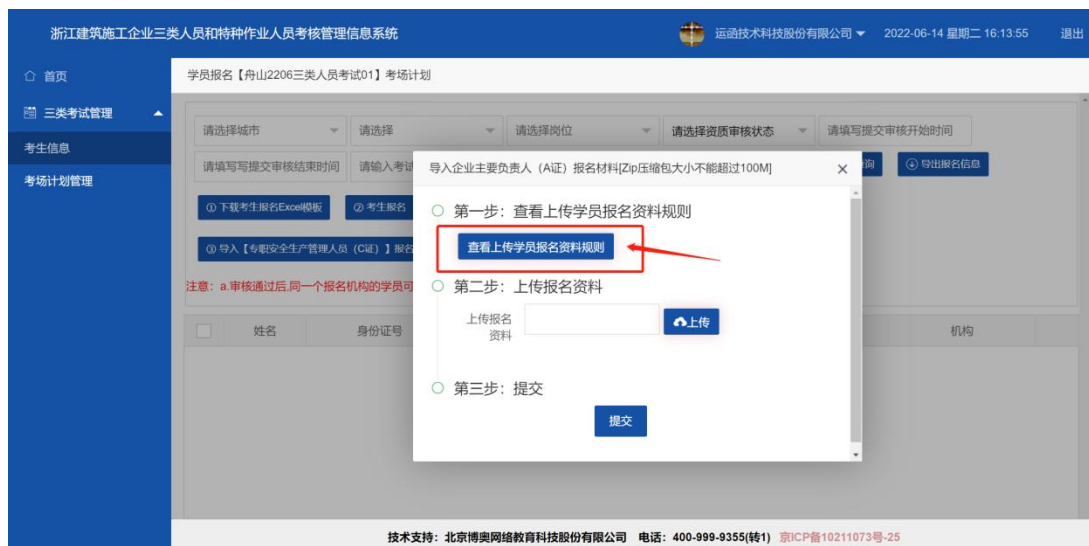 浙江建筑施工企业三类人员和特种作业人员考核管理信息系统 运函技术科技股份有限公司 2022-06-14 星期二 16:13:55 退出
首页
三类考试管理
考生信息
考场计划管理
学员报名【舟山2206三类人员考试01】考场计划
请选择城市 请选择 请选择岗位 请选择资质审核状态 请填写提交审核开始时间
请填写写提交审核结束时间 请输入考试 询 导出报名信息
① 下载考生报名Excel模板 ② 考生报名
③ 导入【专职安全生产管理人员（C证）】报名
注意：a.审核通过后,同一个报名机构的学员可
姓名 身份证号 机构
导入企业主要负责人（A证）报名材料[Zip压缩包大小不能超过100M]
第一步：查看上传学员报名资料规则
查看上传学员报名资料规则
第二步：上传报名资料
上传报名
资料
上传
第三步：提交
提交
技术支持：北京博奥网络教育科技股份有限公司 电话：400-999-9355(转1) 京ICP备10211073号-25